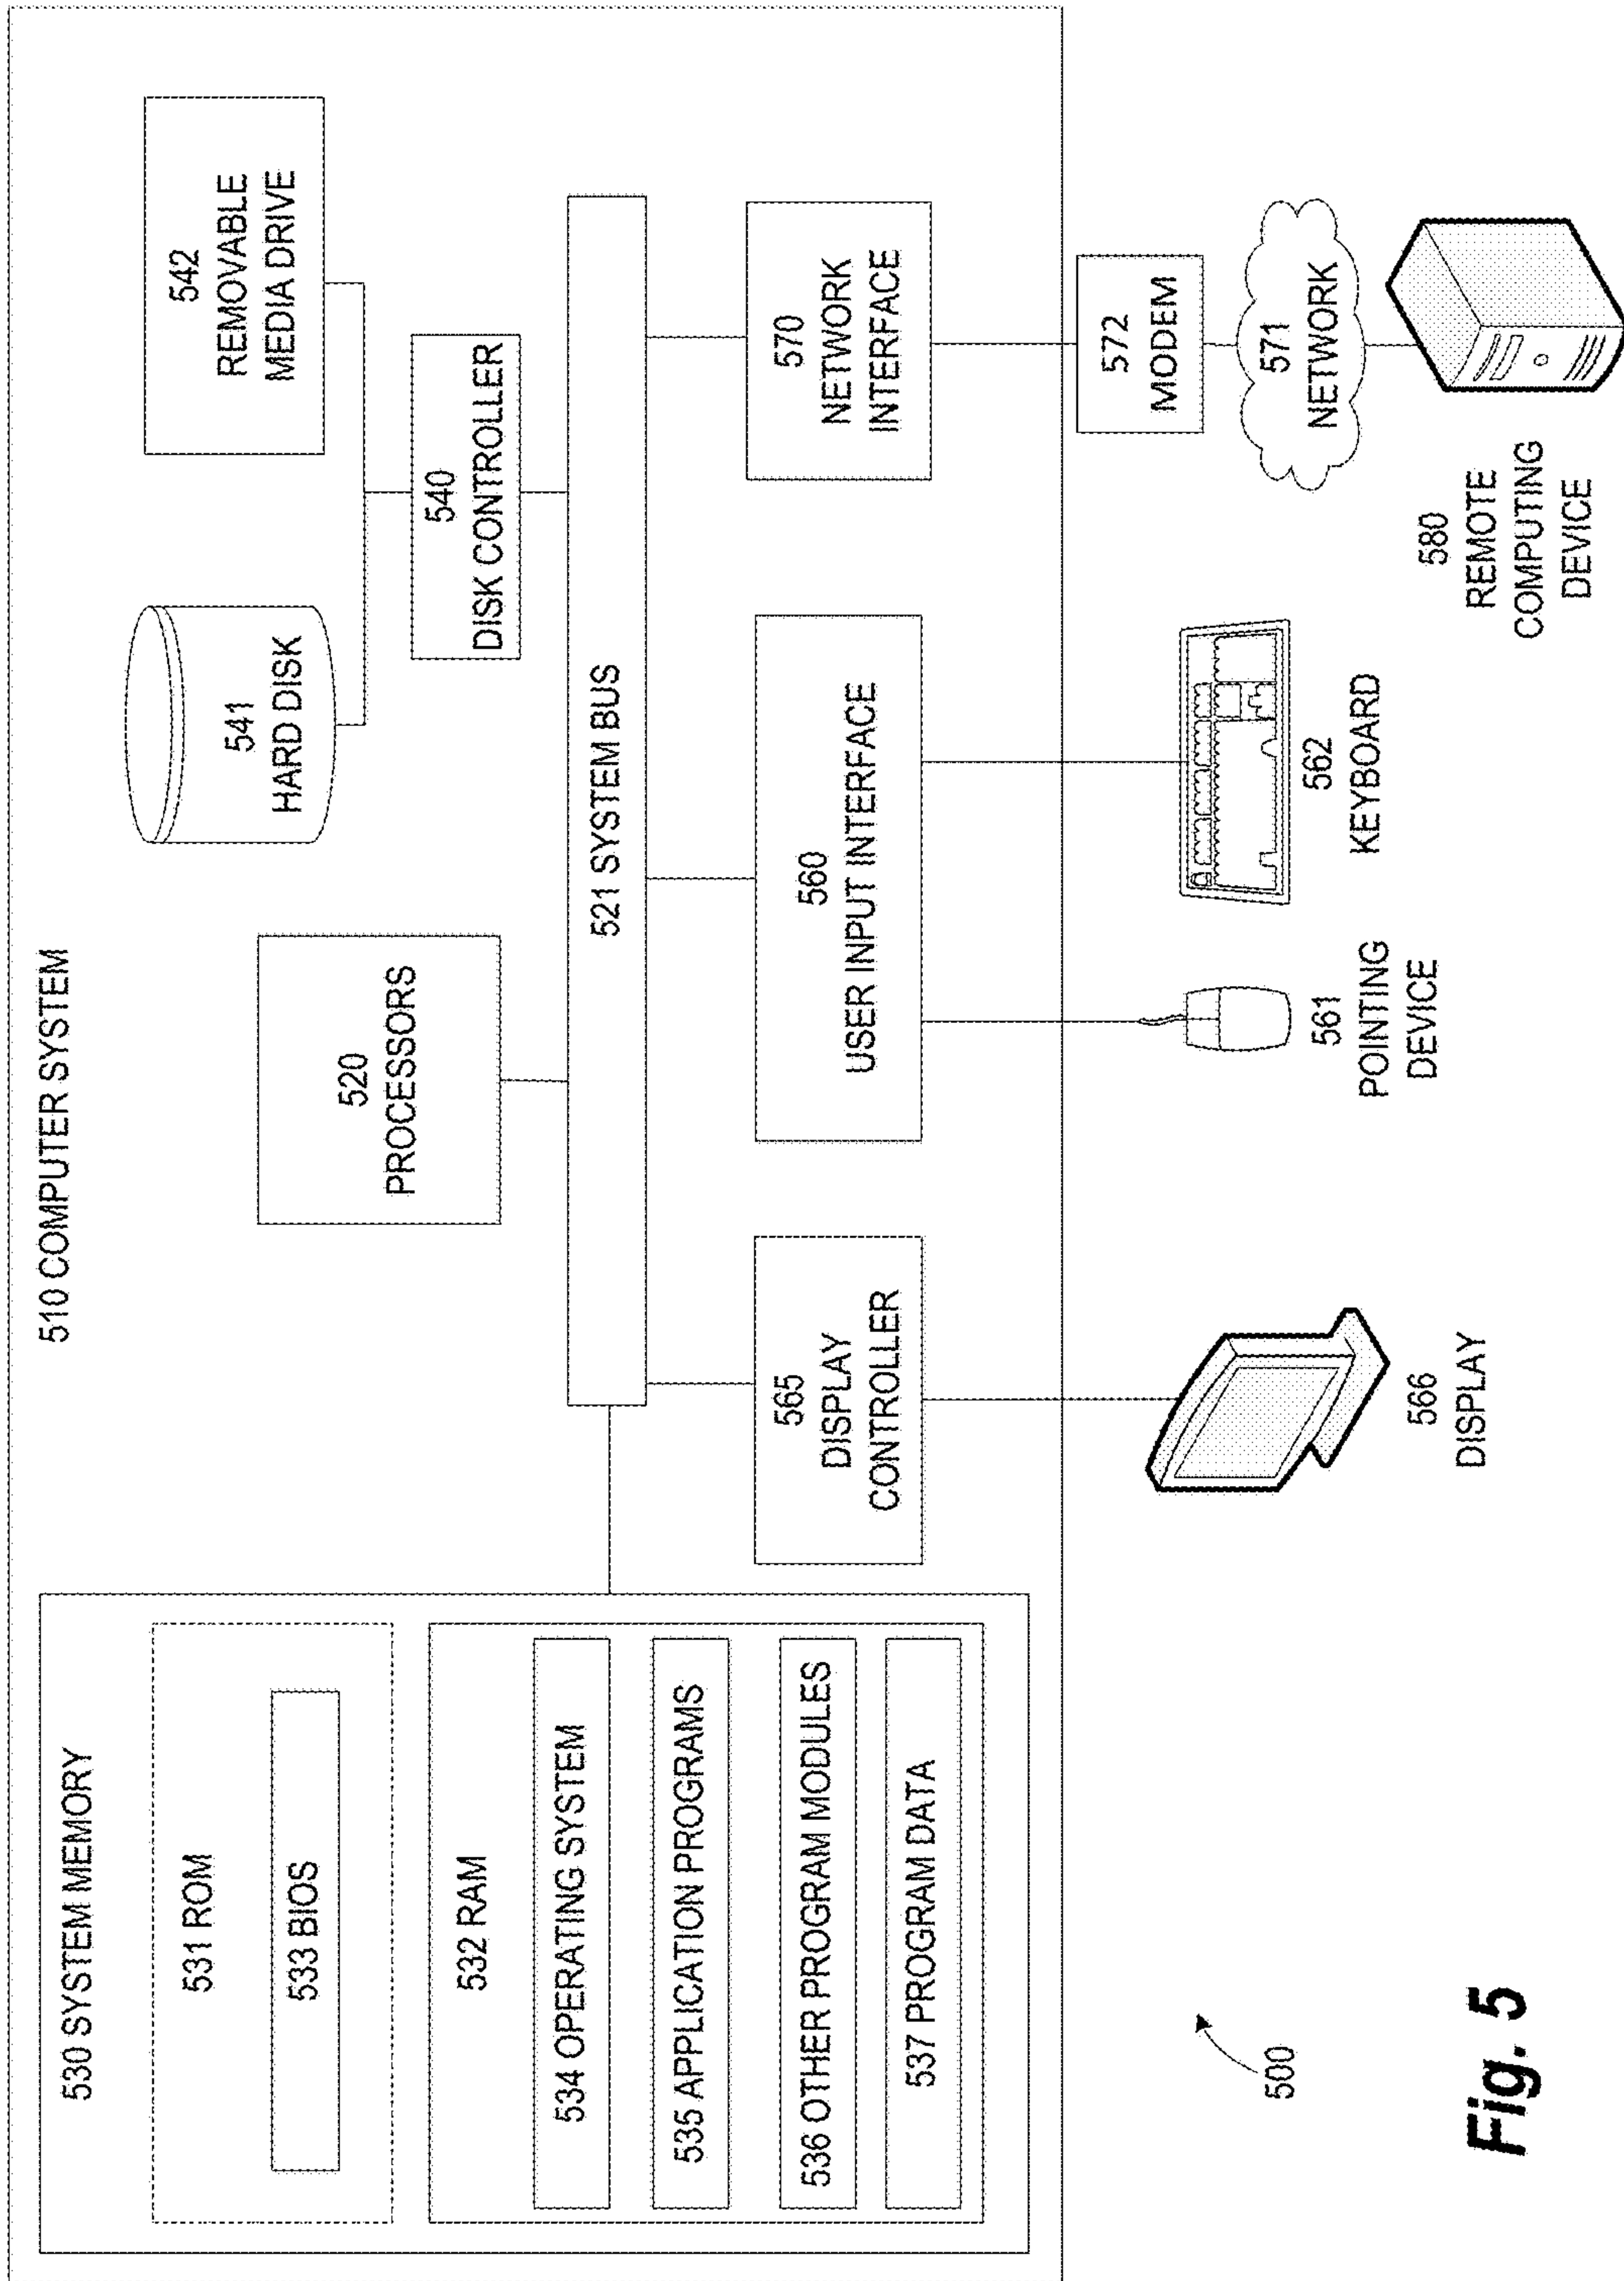 510 COMPUTER SYSTEM
530 SYSTEM MEMORY
531 ROM
533 BIOS
532 RAM
534 OPERATING SYSTEM
535 APPLICATION PROGRAMS
536 OTHER PROGRAM MODULES
537 PROGRAM DATA
520
PROCESSORS
541
HARD DISK
542
REMOVABLE
MEDIA DRIVE
540
DISK CONTROLLER
521 SYSTEM BUS
565
DISPLAY
CONTROLLER
560
USER INPUT INTERFACE
570
NETWORK
INTERFACE
572
MODEM
571
NETWORK
566
DISPLAY
561
POINTING
DEVICE
562
KEYBOARD
580
REMOTE
COMPUTING
DEVICE
500
Fig. 5